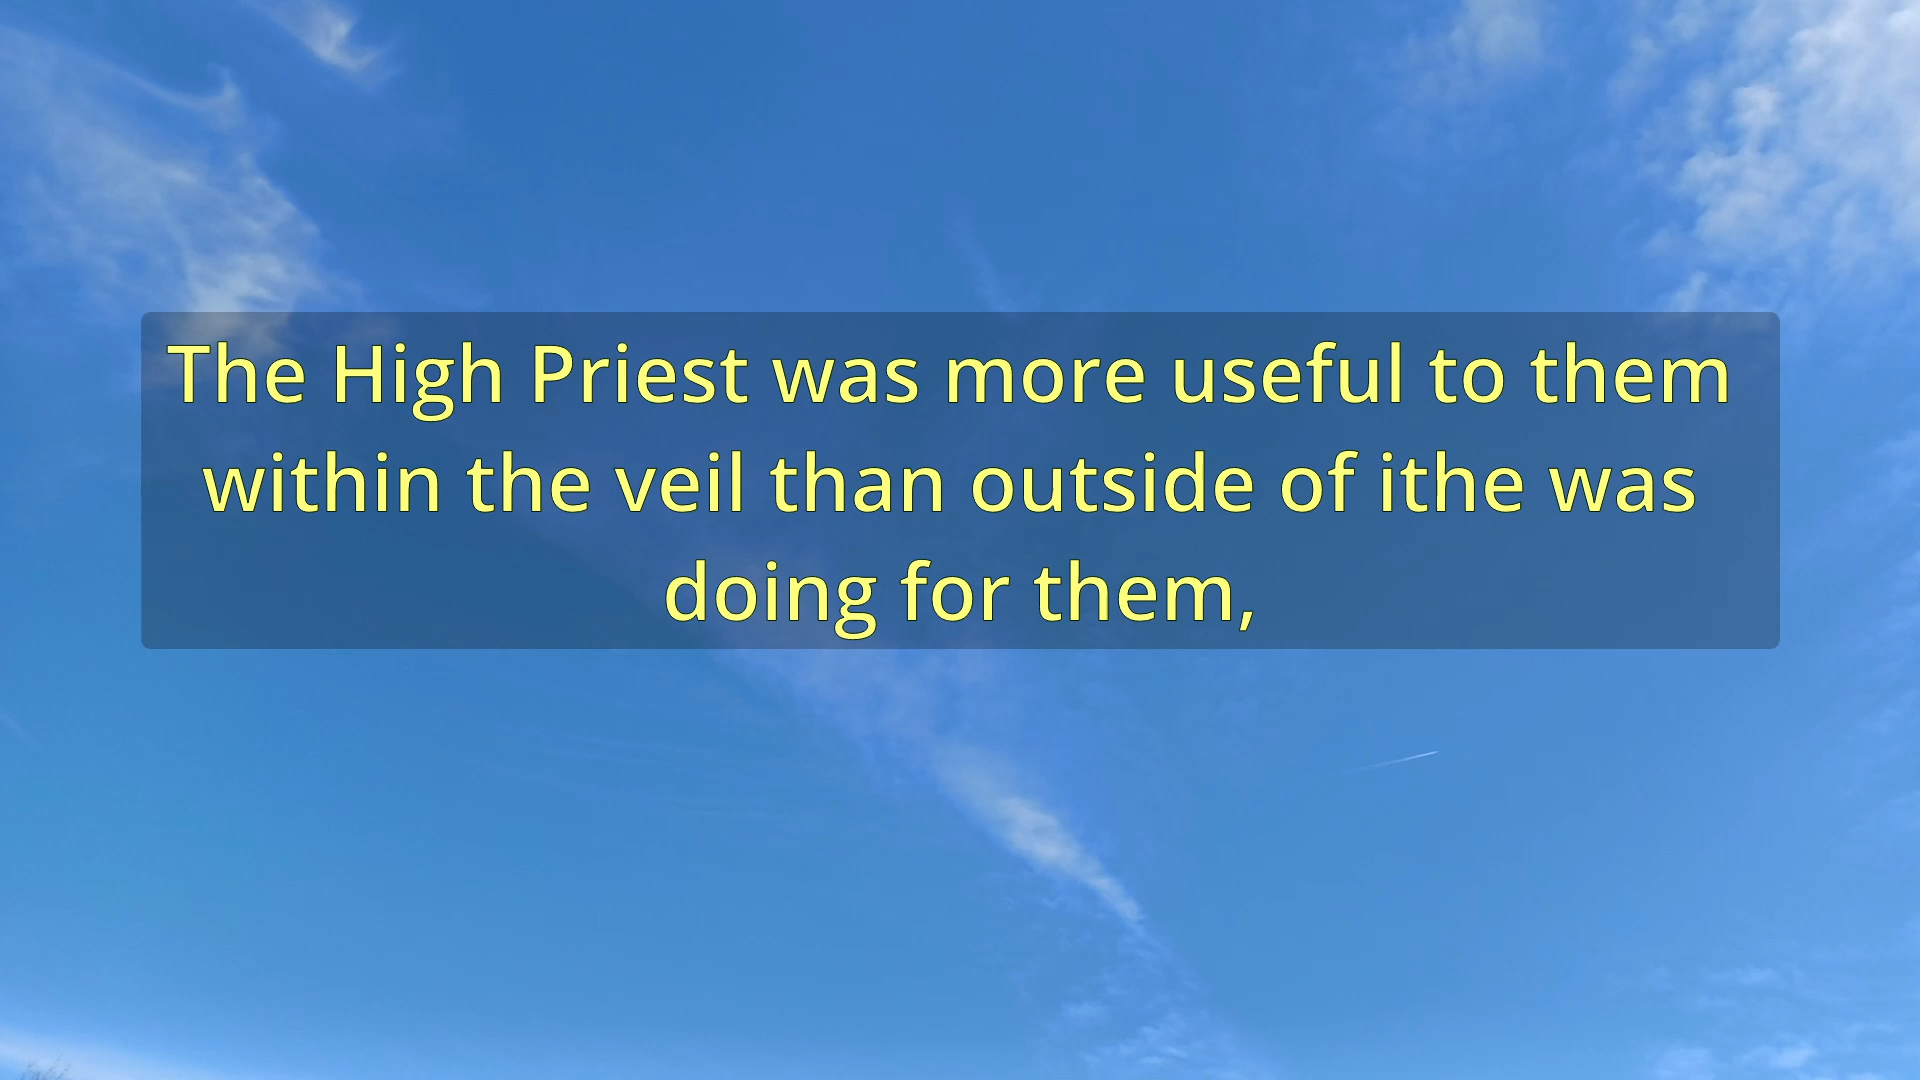 The High Priest was more useful to them
within the veil than outside of ithe was
doing for them,